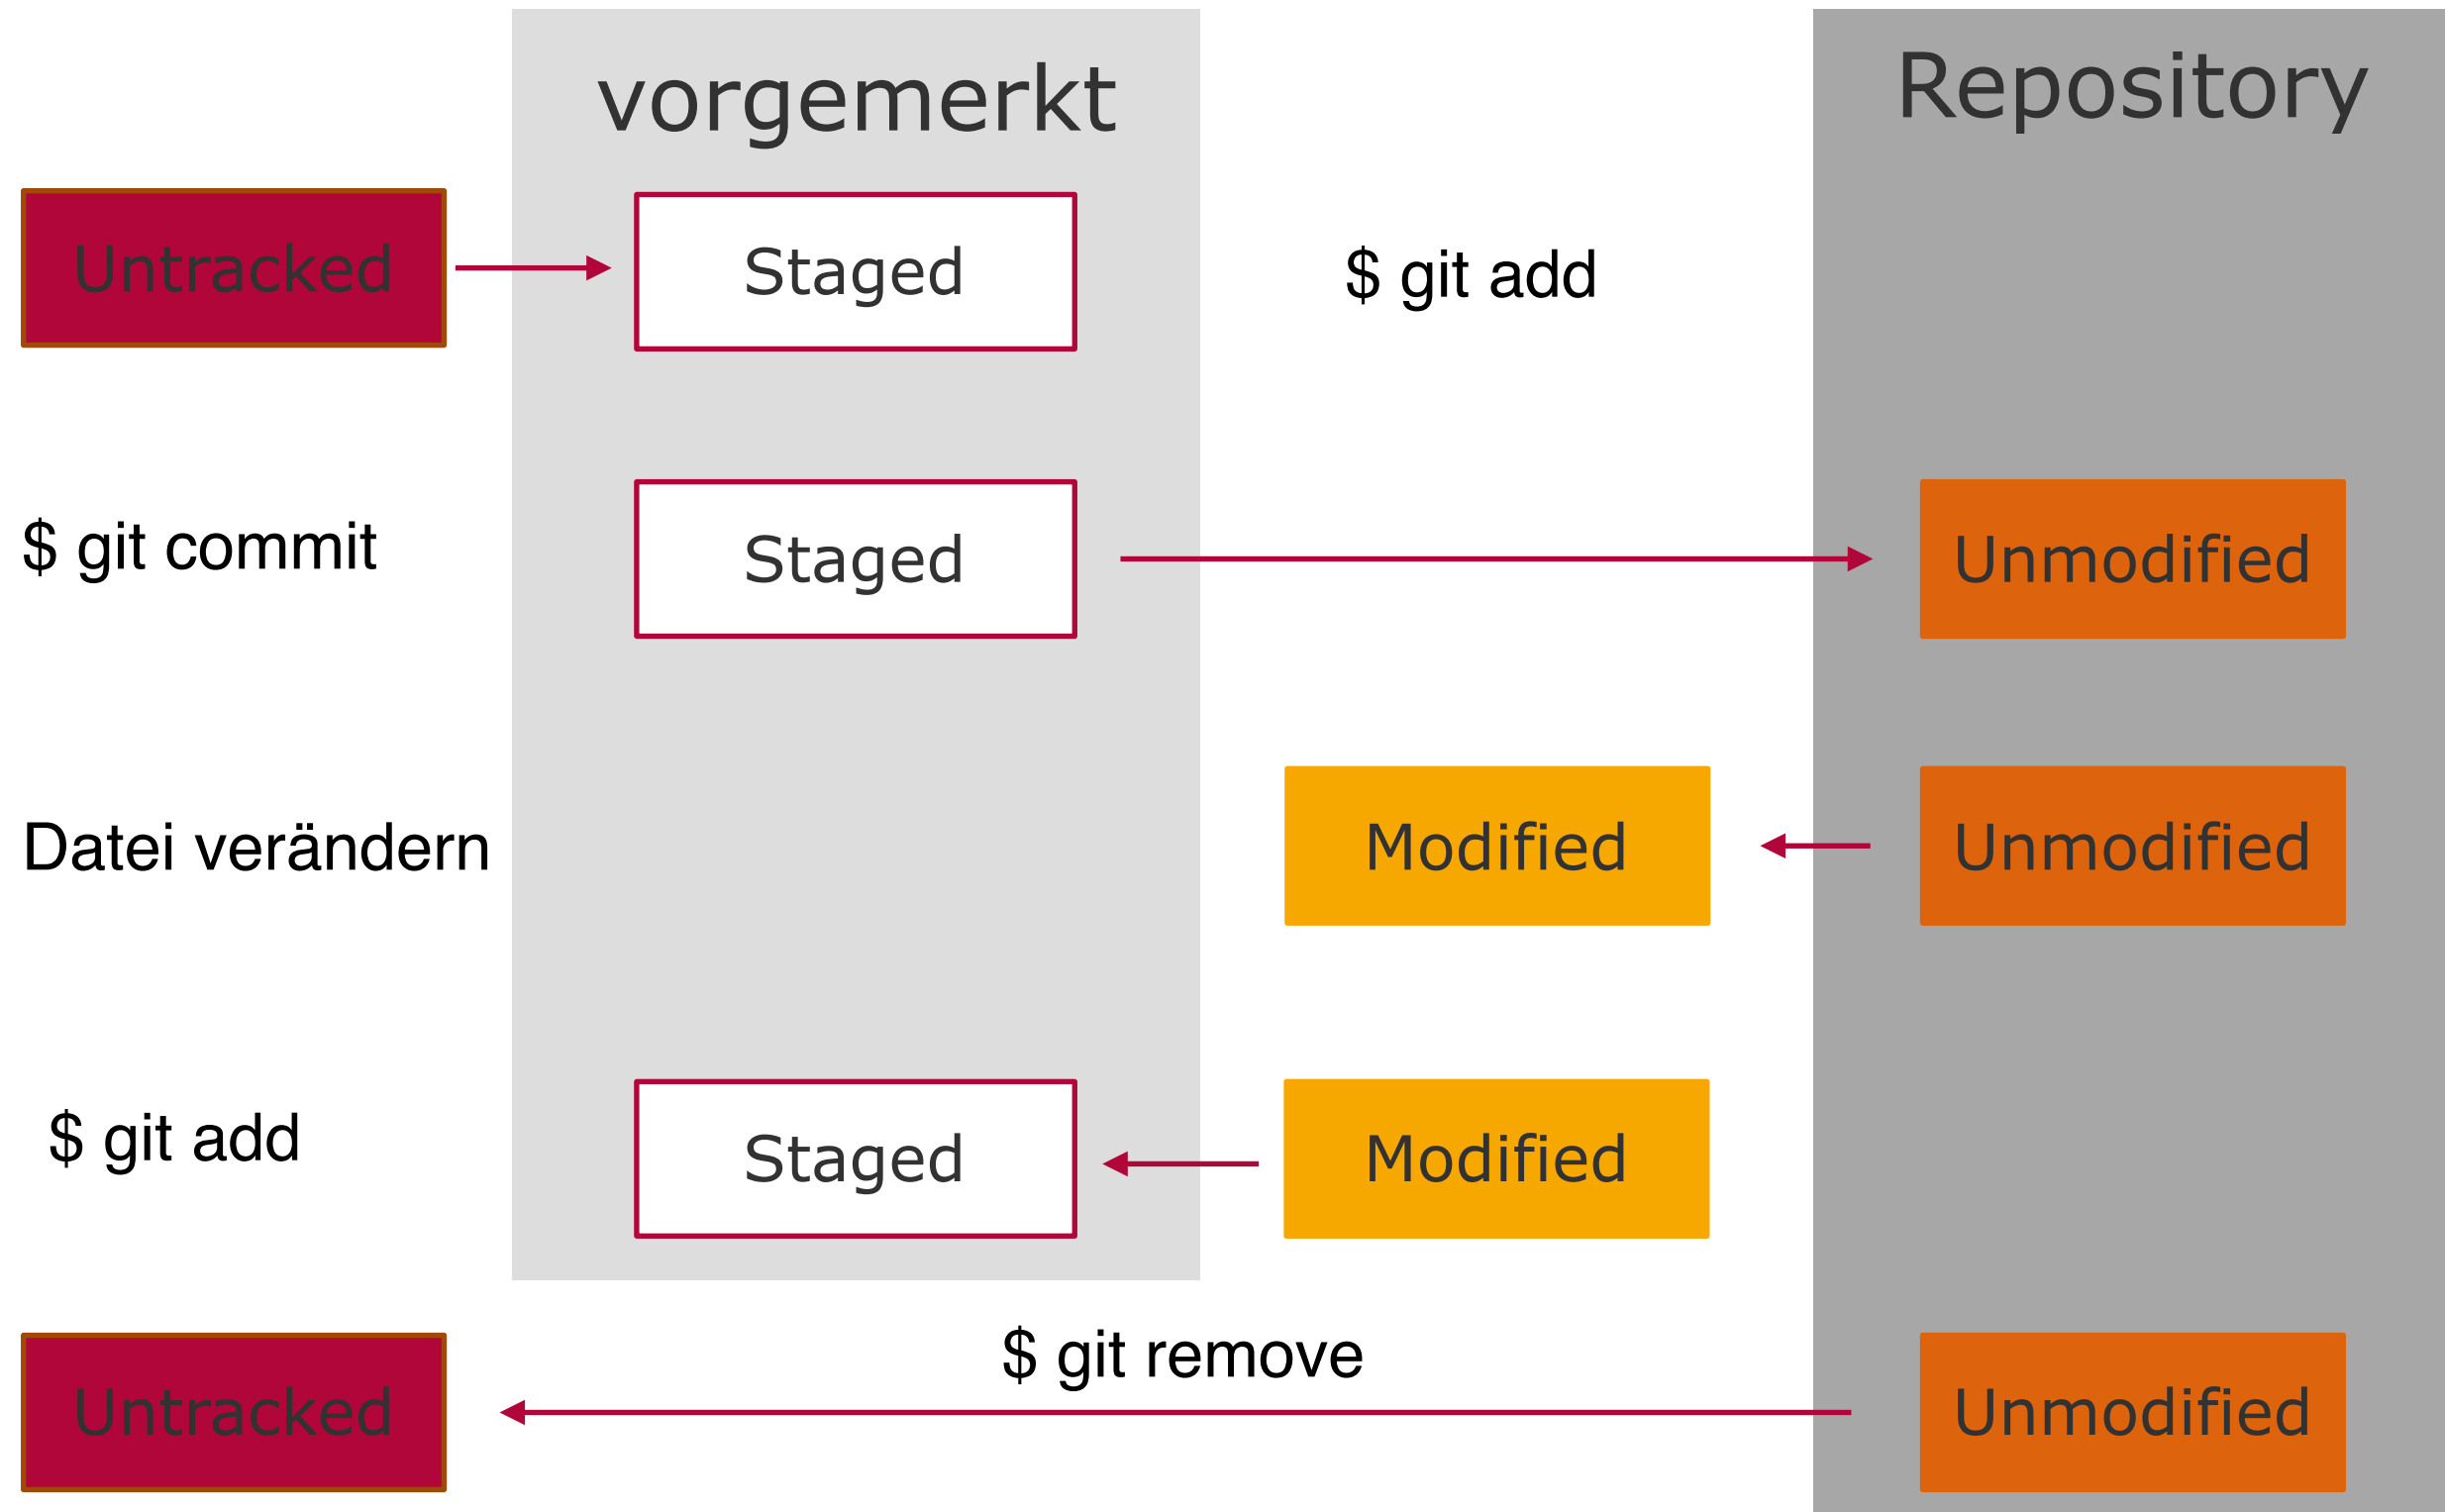 vorgemerkt
Repository
Untracked
Staged
$ git add
$ git commit
Staged
Unmodified
Datei verändern
Modified
Unmodified
$ git add
Staged
Modified
$ git remove
Untracked
Unmodified